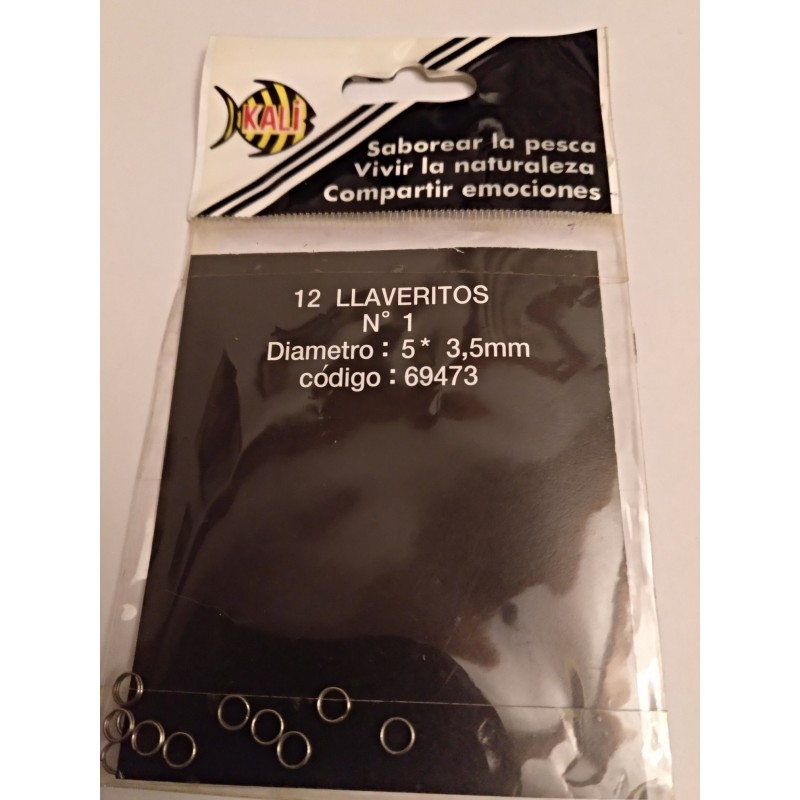 KALi
Saborear la pesca
Vivir la naturaleza
Compartir emociones
12 LLAVERITOS
N° 1
Diametro : 5* 3,5mm
código : 69473